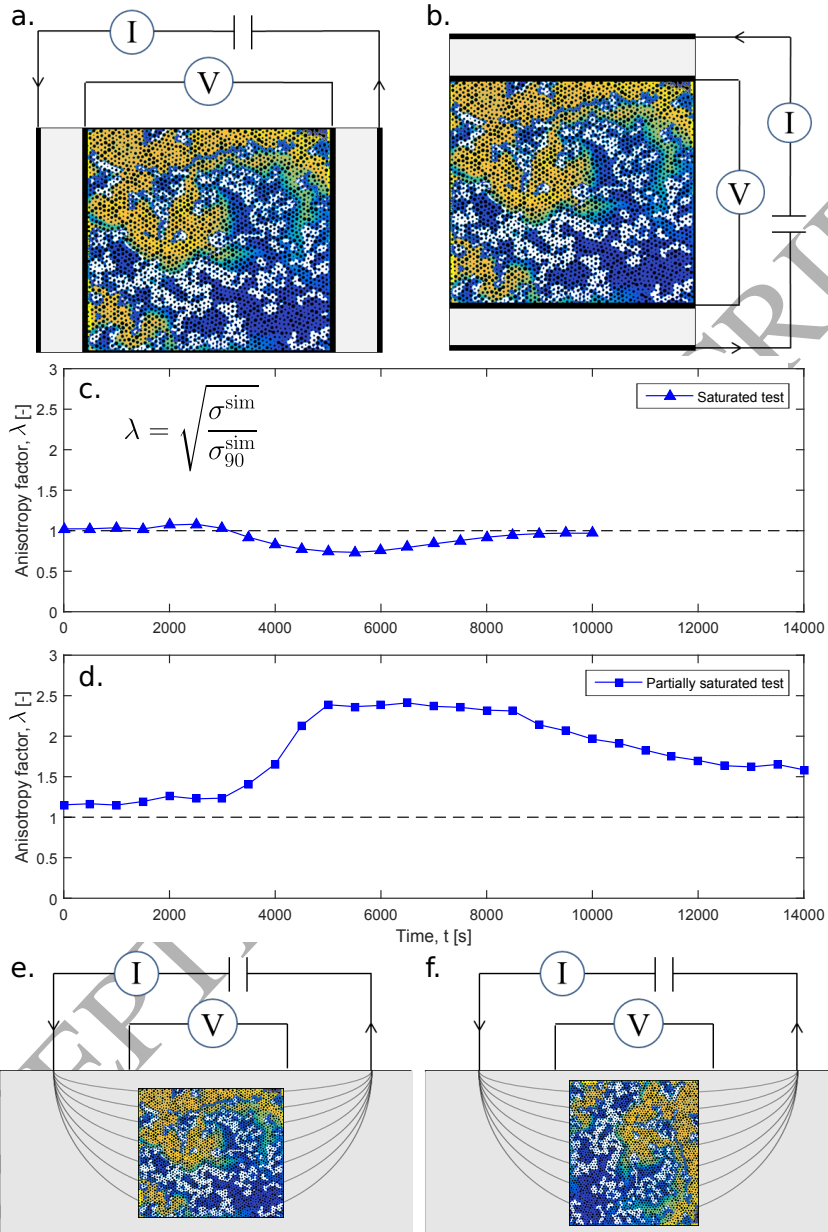 a.
I
V
b.
I
V
c.
λ = √(σ^sim / σ_90^sim)
Saturated test
Anisotropy factor, λ [-]
3
2.5
2
1.5
1
0.5
0
0 2000 4000 6000 8000 10000 12000 14000
d.
Partially saturated test
Anisotropy factor, λ [-]
3
2.5
2
1.5
1
0.5
0
0 2000 4000 6000 8000 10000 12000 14000
Time, t [s]
e.
I
V
f.
I
V